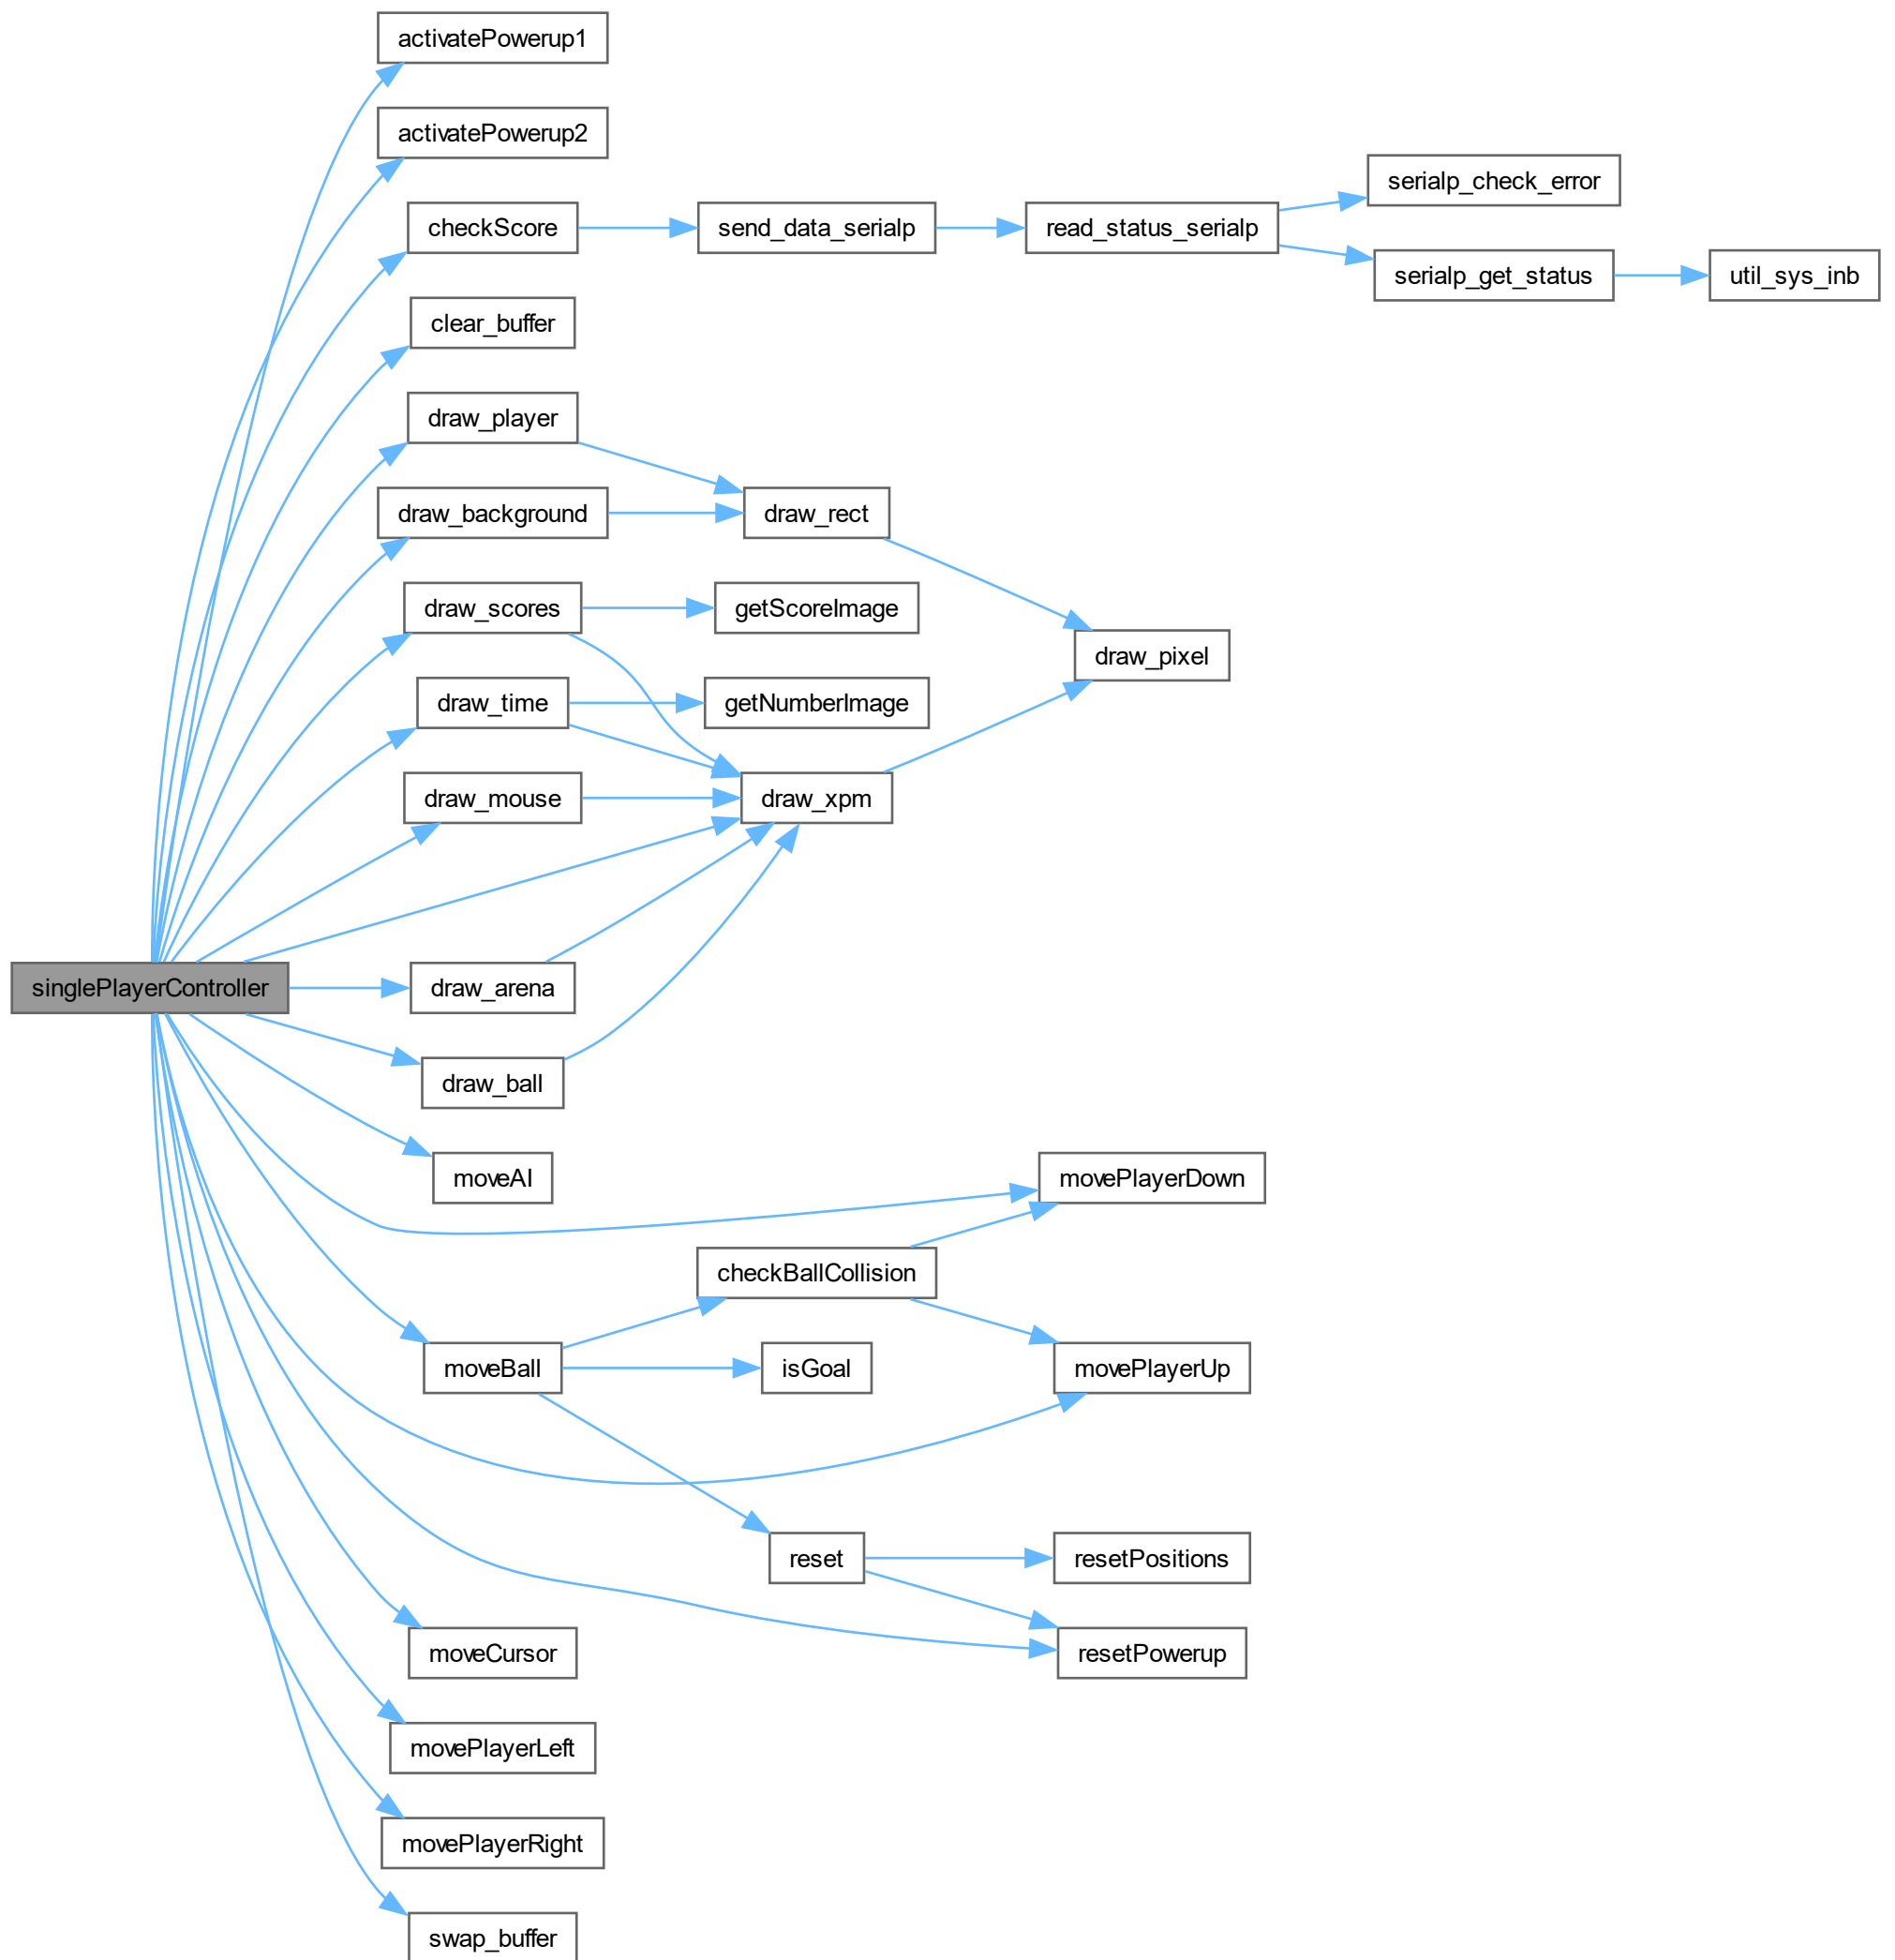 activatePowerup1
activatePowerup2
serialp_check_error
checkScore
send_data_serialp
read_status_serialp
serialp_get_status
util_sys_inb
clear_buffer
draw_player
draw_background
draw_rect
draw_scores
getScoreImage
draw_pixel
draw_time
getNumberImage
draw_mouse
draw_xpm
singlePlayerController
draw_arena
draw_ball
moveAI
movePlayerDown
checkBallCollision
moveBall
isGoal
movePlayerUp
reset
resetPositions
moveCursor
resetPowerup
movePlayerLeft
movePlayerRight
swap_buffer